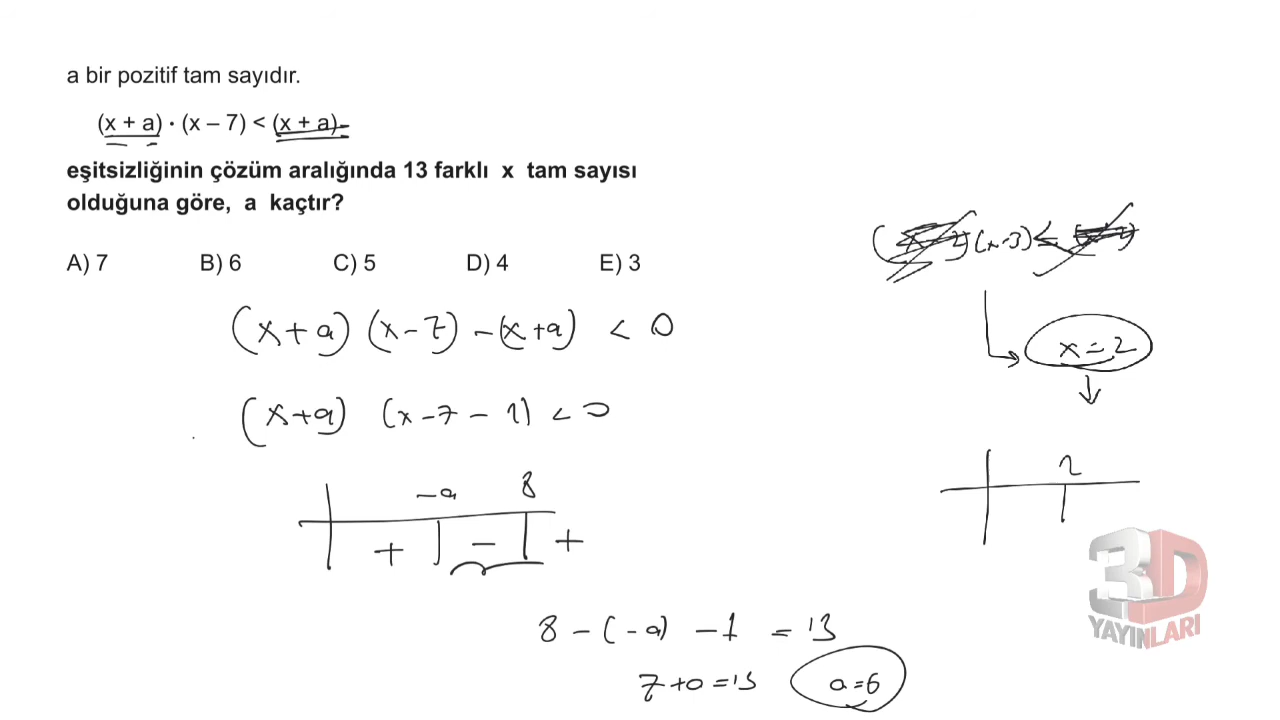 a bir pozitif tam sayıdır.
(x + a) · (x – 7) < (x + a)
eşitsizliğinin çözüm aralığında 13 farklı x tam sayısı
olduğuna göre, a kaçtır?
A) 7 B) 6 C) 5 D) 4 E) 3
(x+a) (x-7) -(x+a) < 0
(x+a) (x-7-1) < 0
-a 8
+ - +
8 - (-a) - 1 = 13
7+a=13 a=6
(x-3) ≤
x=2
2
3D
YAYINLARI